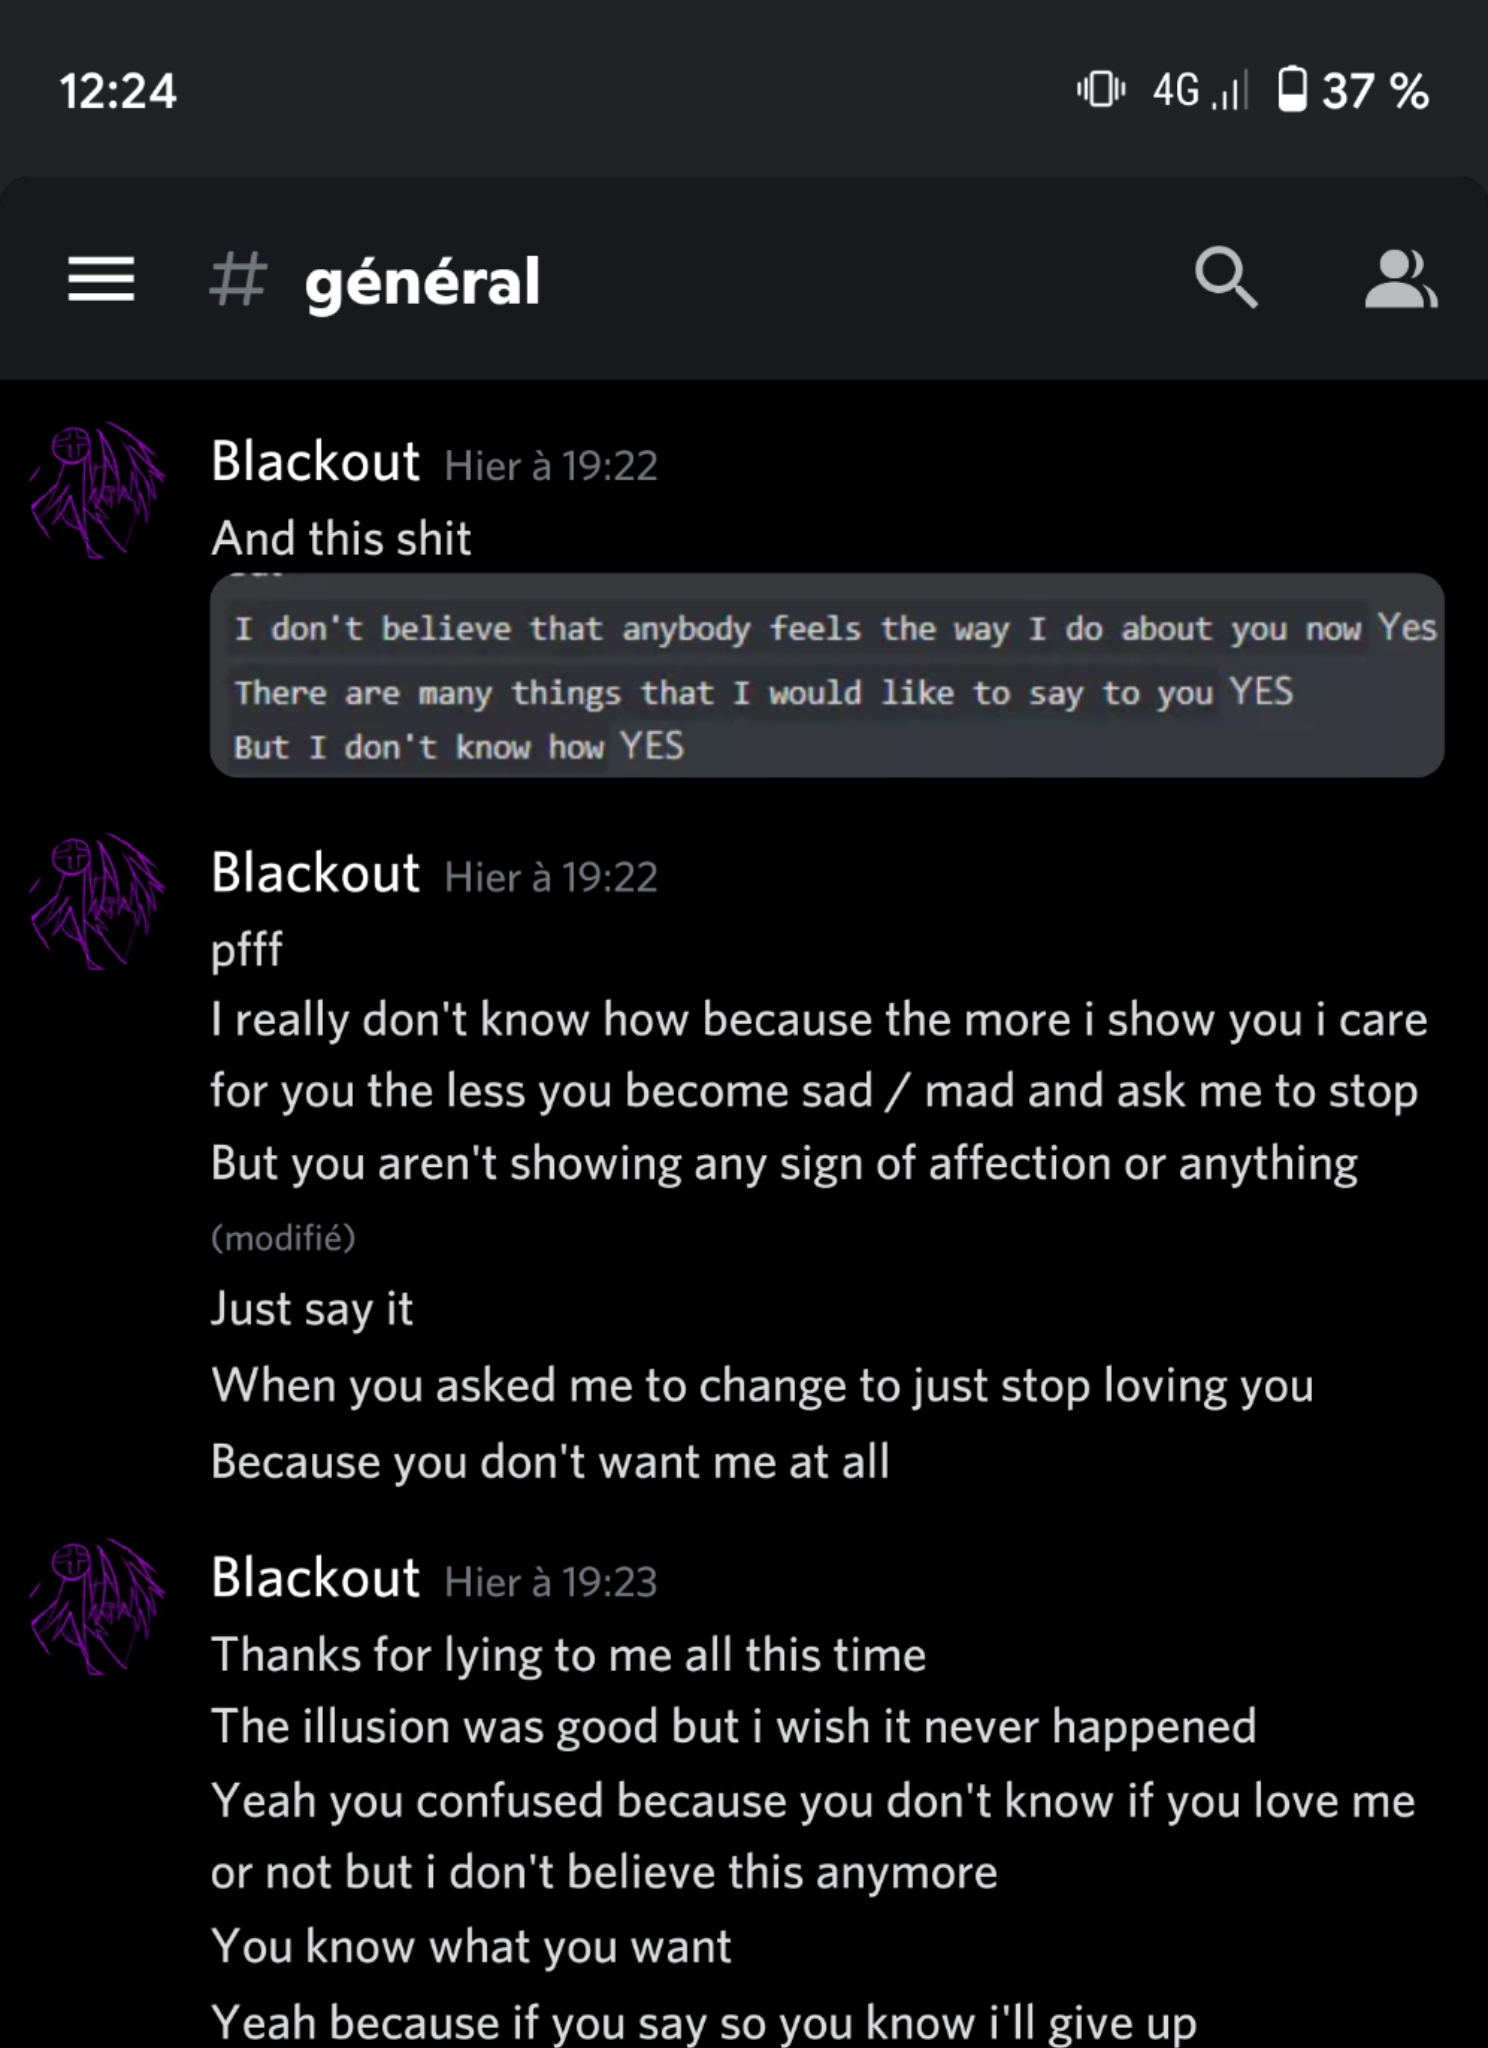 12:24 4G 37 %
# général
Blackout Hier à 19:22
And this shit
I don't believe that anybody feels the way I do about you now Yes
There are many things that I would like to say to you YES
But I don't know how YES
Blackout Hier à 19:22
pfff
I really don't know how because the more i show you i care
for you the less you become sad / mad and ask me to stop
But you aren't showing any sign of affection or anything
(modifié)
Just say it
When you asked me to change to just stop loving you
Because you don't want me at all
Blackout Hier à 19:23
Thanks for lying to me all this time
The illusion was good but i wish it never happened
Yeah you confused because you don't know if you love me
or not but i don't believe this anymore
You know what you want
Yeah because if you say so you know i'll give up